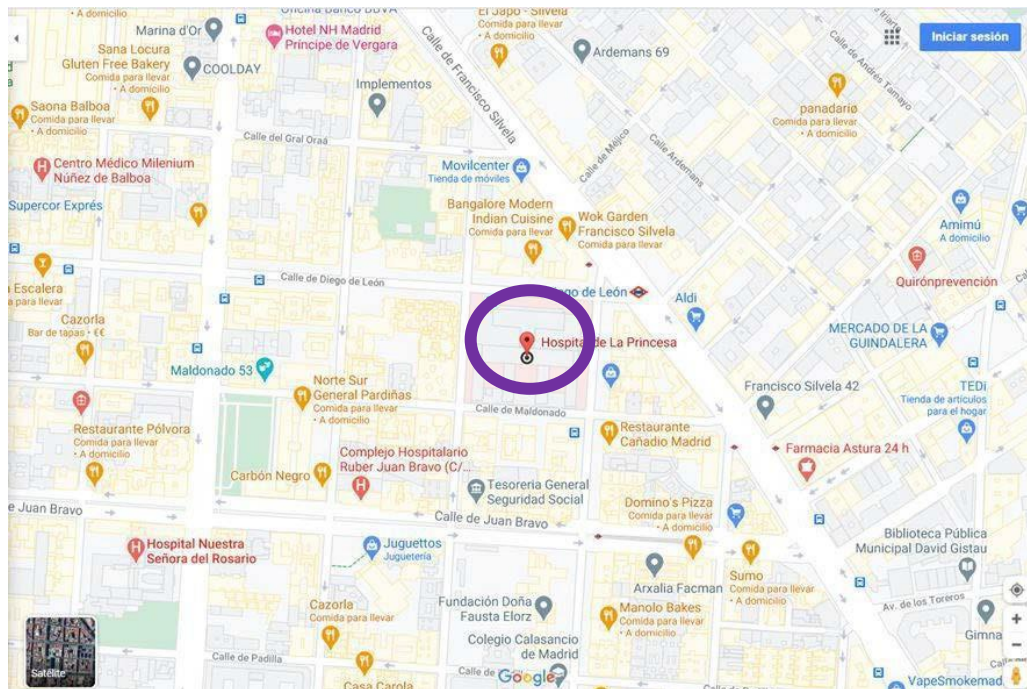 • A domicilio
Oficina Banco BBVA
El Japo - Silvela
Comida para llevar
• A domicilio
Marina d'Or
Hotel NH Madrid
Príncipe de Vergara
Calle de Francisco Silvela
Ardemans 69
Iniciar sesión
Sana Locura
Gluten Free Bakery
Comida para llevar
• A domicilio
COOLDAY
Implementos
Calle de Andrés Tamayo
panadario
Comida para llevar
• A domicilio
Saona Balboa
Comida para llevar
• A domicilio
Calle del Gral Oraá
Calle de Méjico
Calle Ardemans
Centro Médico Milenium
Núñez de Balboa
Movilcenter
Tienda de móviles
Supercor Exprés
Bangalore Modern
Indian Cuisine
Comida para llevar
Wok Garden
Francisco Silvela
Comida para llevar
Amimú
A domicilio
Quirónprevención
Calle de Diego de León
Escalera
a para llevar
ego de León
Aldi
Cazorla
Bar de tapas • €€
Hospital de La Princesa
MERCADO DE LA
GUINDALERA
Maldonado 53
Norte Sur
General Pardiñas
Comida para llevar
• A domicilio
Francisco Silvela 42
TEDi
Tienda de artículos
para el hogar
Calle de Maldonado
Restaurante Pólvora
Comida para llevar
• A domicilio
Restaurante
Cañadio Madrid
Farmacia Astura 24 h
Complejo Hospitalario
Ruber Juan Bravo (C/...
Carbón Negro
Tesoreria General
Seguridad Social
Domino's Pizza
Comida para llevar
• A domicilio
e Juan Bravo
Calle de Juan Bravo
Biblioteca Pública
Municipal David Gistau
Hospital Nuestra
Señora del Rosario
Juguettos
Juguetería
Arxalia Facman
Sumo
Comida para llevar
• A domicilio
Av. de los Toreros
Cazorla
Comida para llevar
• A domicilio
Fundación Doña
Fausta Elorz
Manolo Bakes
Comida para llevar
• A domicilio
Gimna
Colegio Calasancio
de Madrid
Satélite
Calle de Padilla
Calle de
Google
Casa Carola
VapeSmokemad